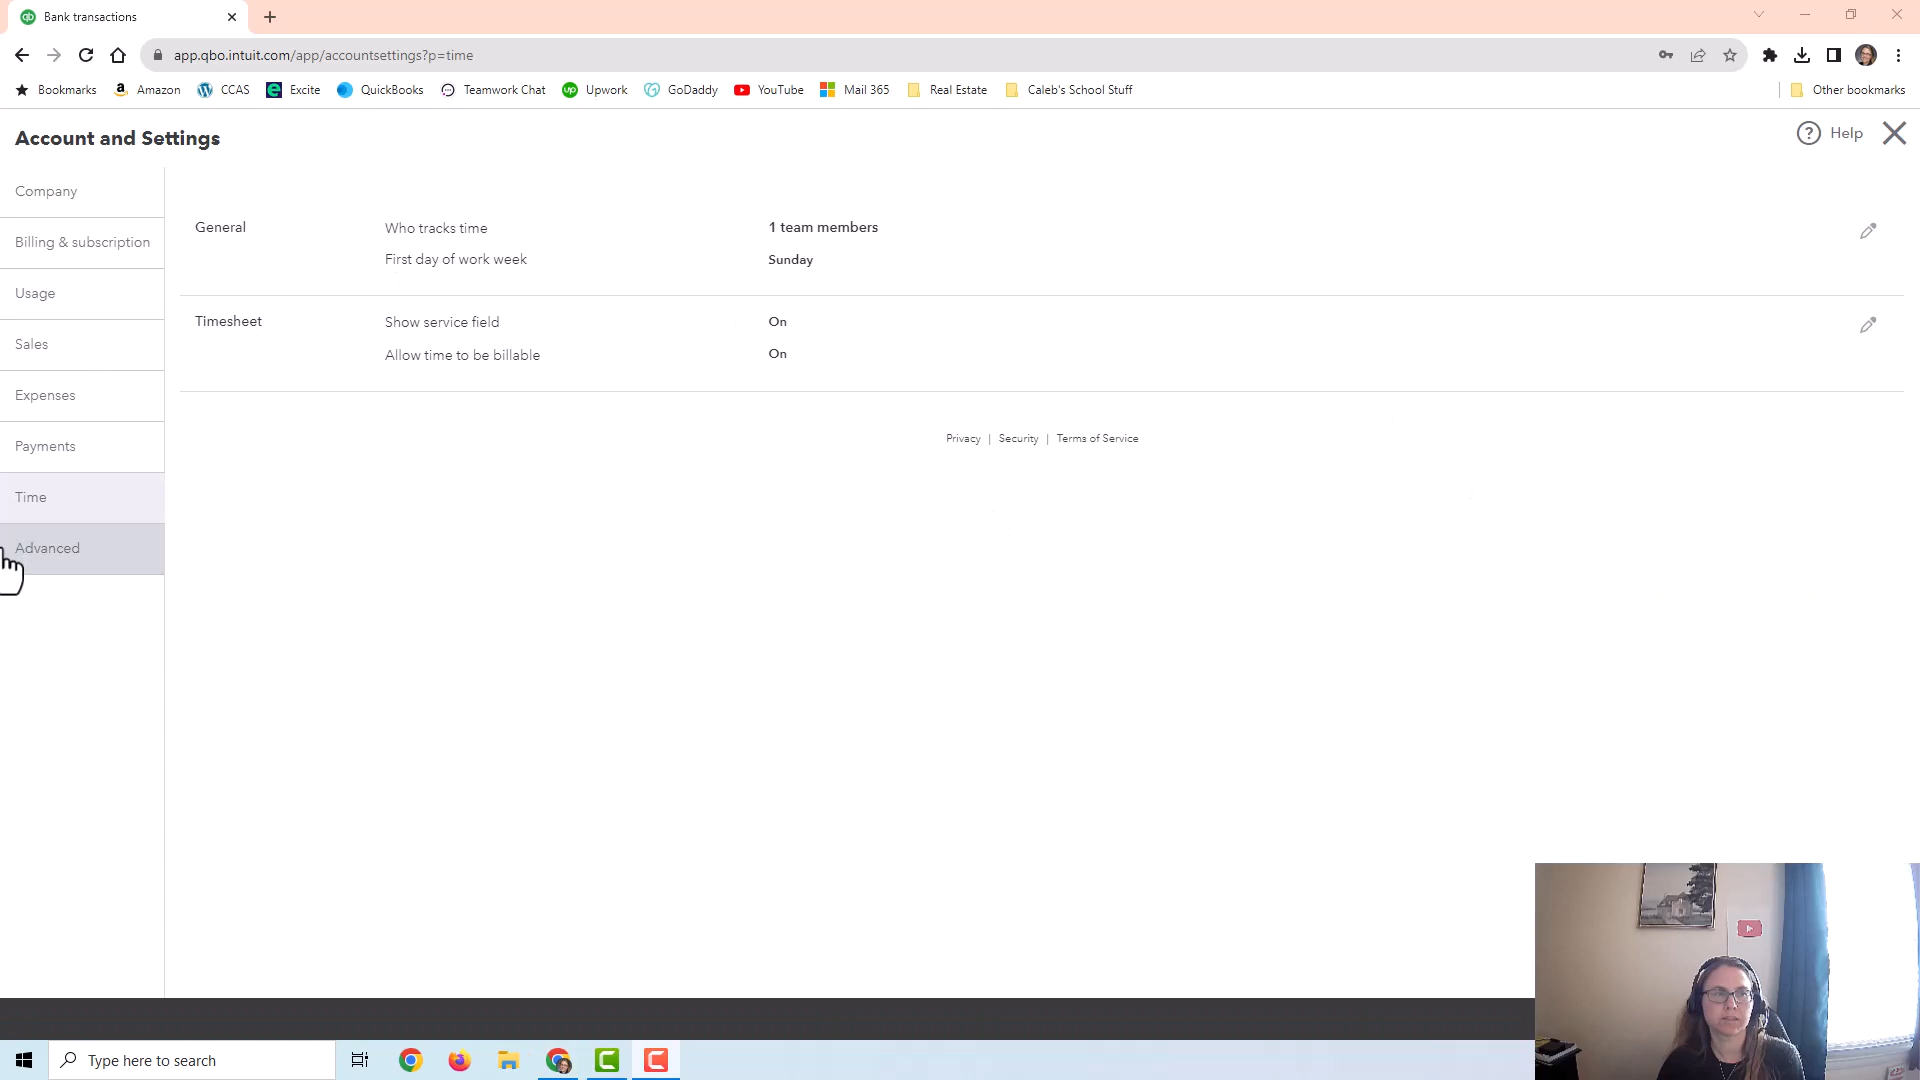 Bank transactions
app.qbo.intuit.com/app/accountsettings?p=time
Bookmarks Amazon CCAS Excite QuickBooks Teamwork Chat Upwork GoDaddy YouTube Mail 365 Real Estate Caleb's School Stuff Other bookmarks
Account and Settings
Help
Company
Billing & subscription
Usage
Sales
Expenses
Payments
Time
Advanced
General Who tracks time 1 team members
First day of work week Sunday
Timesheet Show service field On
Allow time to be billable On
Privacy | Security | Terms of Service
Type here to search